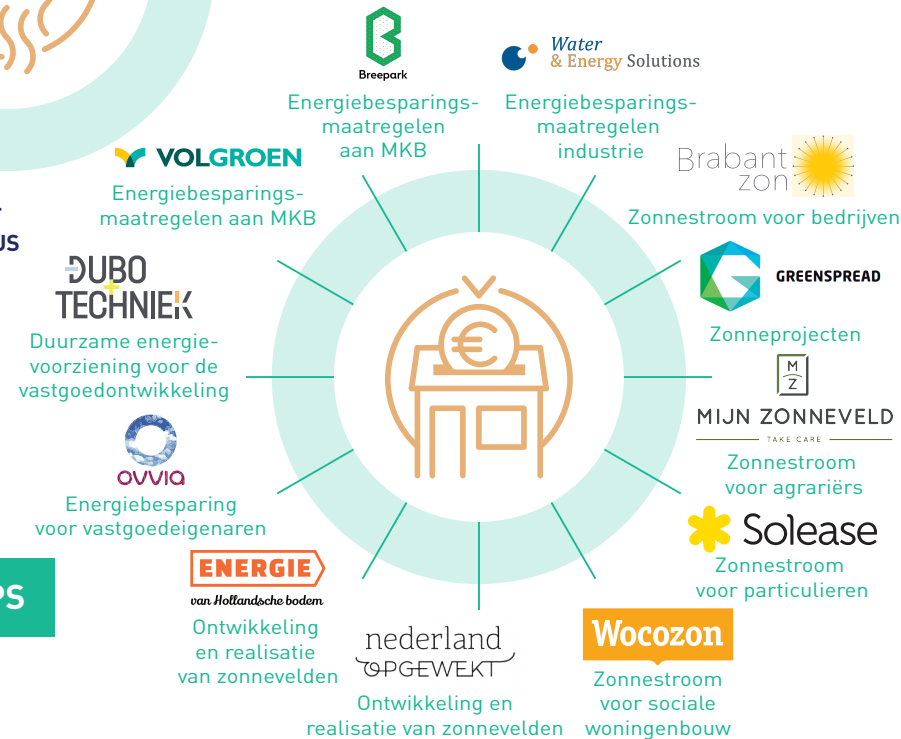 Breepark
Energiebesparings-
maatregelen
aan MKB
Water
& Energy Solutions
Energiebesparings-
maatregelen
industrie
Brabant
zon
Zonnestroom voor bedrijven
GREENSPREAD
Zonneprojecten
M
Z
MIJN ZONNEVELD
TAKE CARE
Zonnestroom
voor agrariërs
Solease
Zonnestroom
voor particulieren
Wocozon
Zonnestroom
voor sociale
woningenbouw
nederland
OPGEWEKT
Ontwikkeling en
realisatie van zonnevelden
ENERGIE
van Hollandsche bodem
Ontwikkeling
en realisatie
van zonnevelden
ovvia
Energiebesparing
voor vastgoedeigenaren
DUBO
+
TECHNIEK
Duurzame energie-
voorziening voor de
vastgoedontwikkeling
VOLGROEN
Energiebesparings-
maatregelen aan MKB
€
US
PS